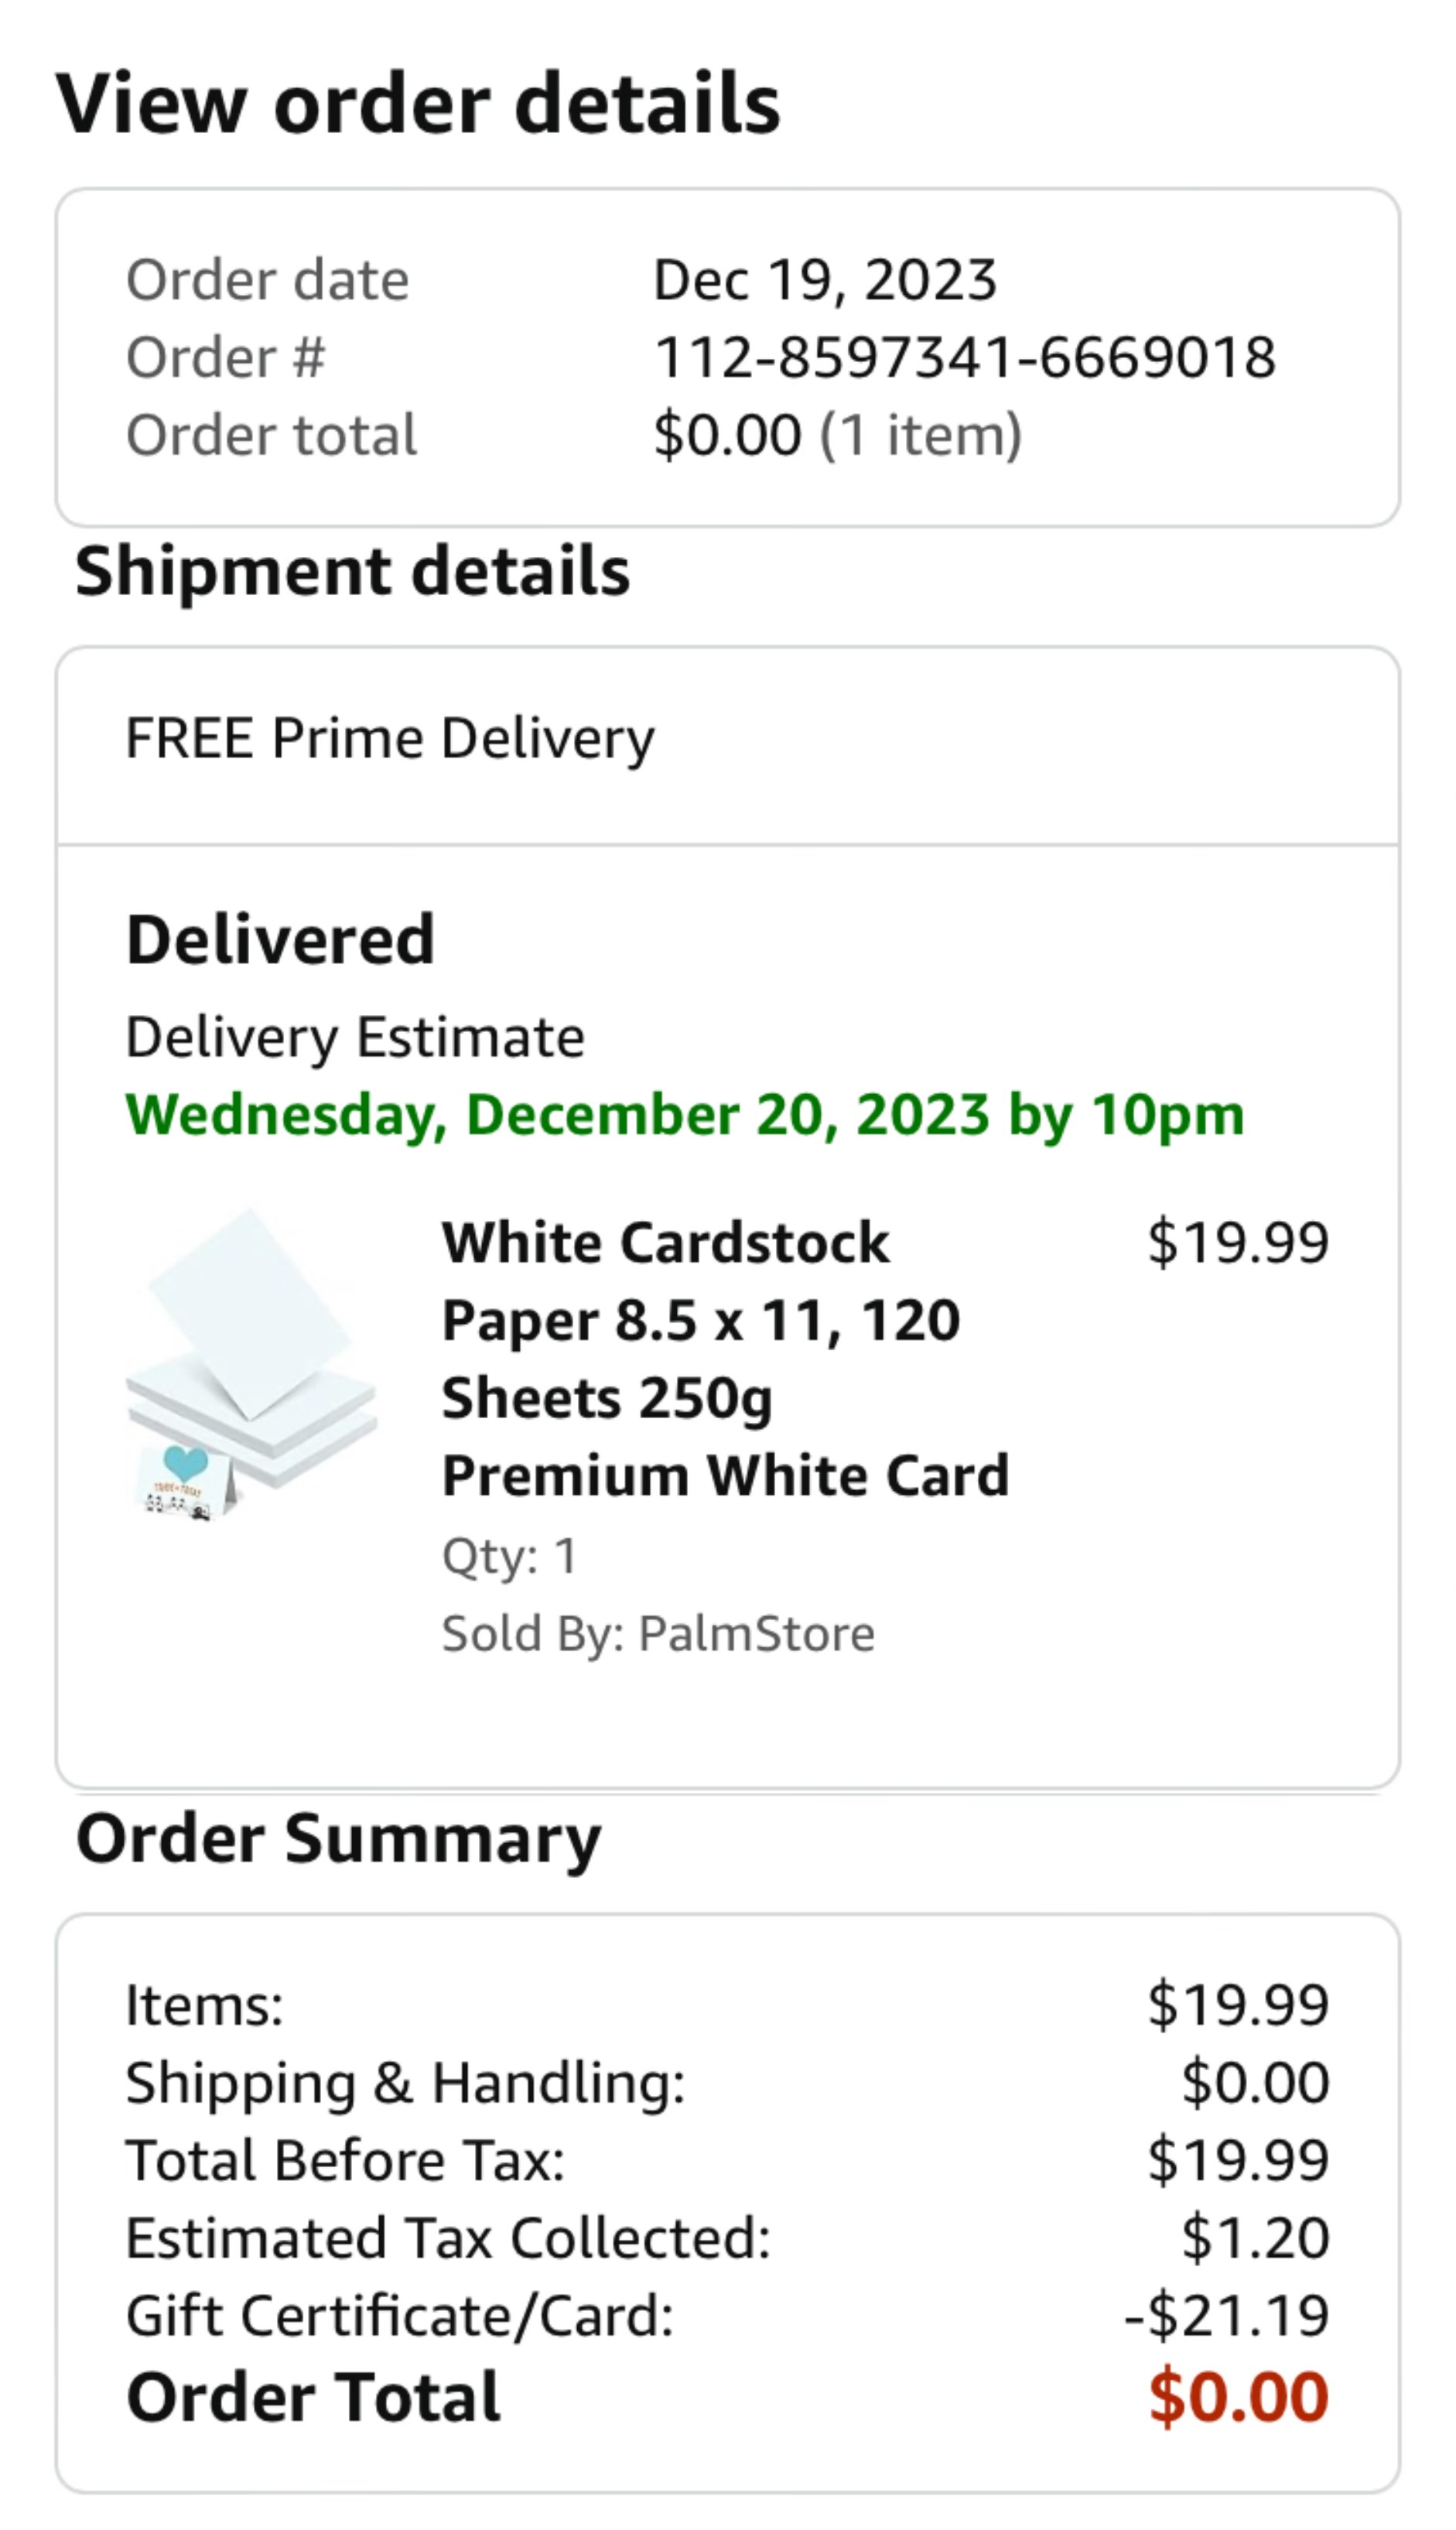 View order details
Order date Dec 19, 2023
Order # 112-8597341-6669018
Order total $0.00 (1 item)
Shipment details
FREE Prime Delivery
Delivered
Delivery Estimate
Wednesday, December 20, 2023 by 10pm
White Cardstock $19.99
Paper 8.5 x 11, 120
Sheets 250g
Premium White Card
Qty: 1
Sold By: PalmStore
Order Summary
Items: $19.99
Shipping & Handling: $0.00
Total Before Tax: $19.99
Estimated Tax Collected: $1.20
Gift Certificate/Card: -$21.19
Order Total $0.00